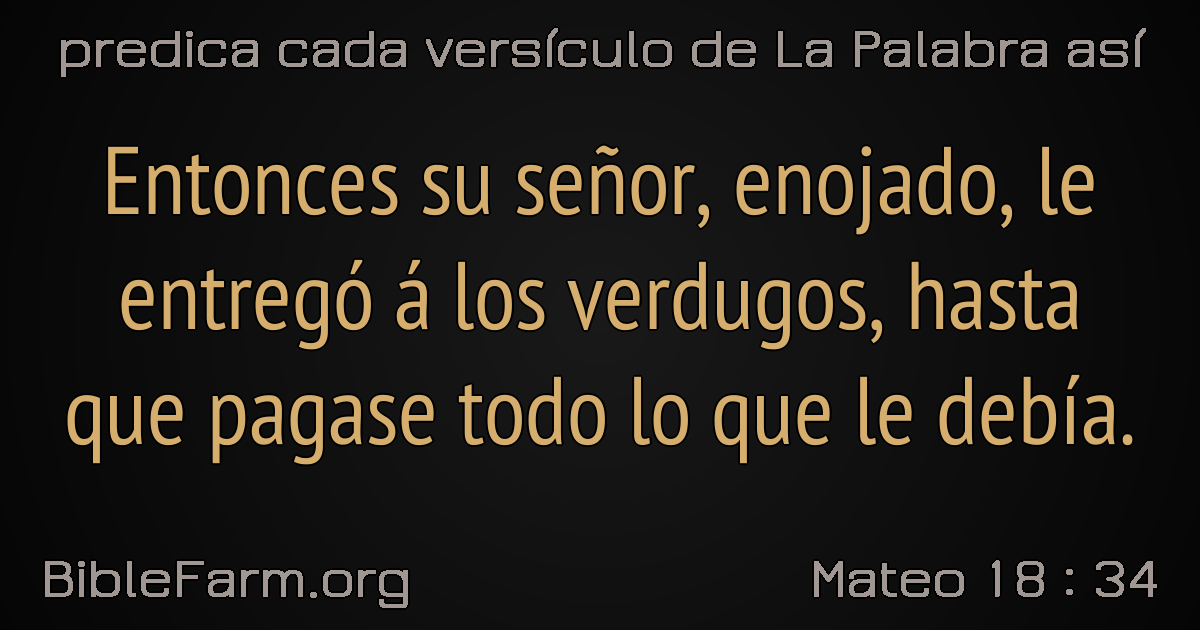 predica cada versículo de La Palabra así
Entonces su señor, enojado, le
entregó á los verdugos, hasta
que pagase todo lo que le debía.
BibleFarm.org
Mateo 18 : 34